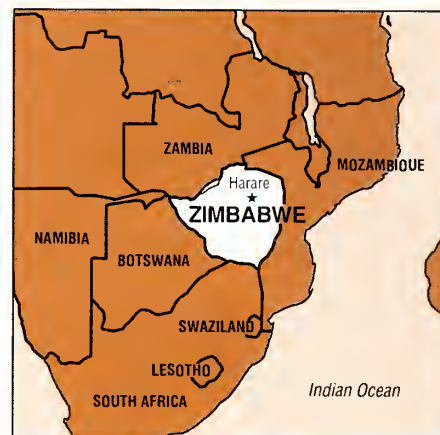 ZAMBIA
MOZAMBIQUE
Harare
ZIMBABWE
NAMIBIA
BOTSWANA
SWAZILAND
LESOTHO
SOUTH AFRICA
Indian Ocean